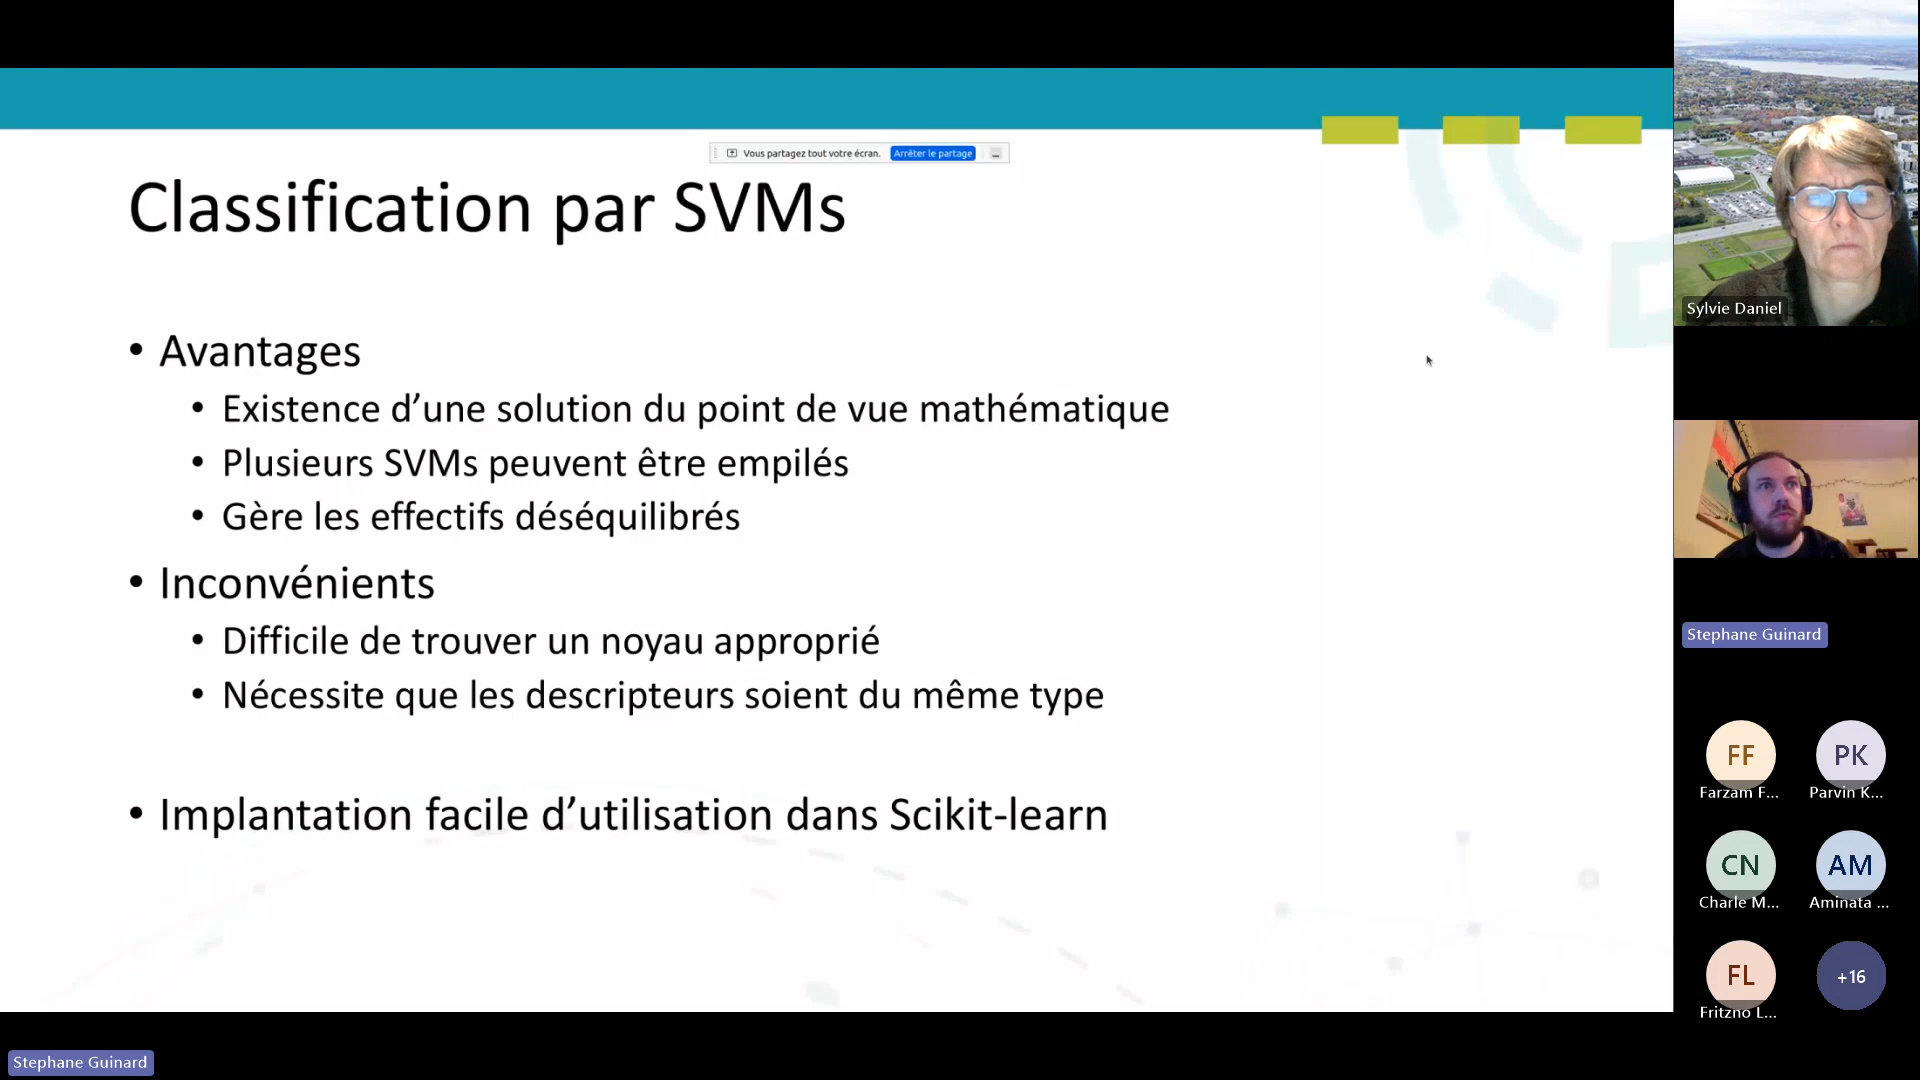 Vous partagez tout votre écran. Arrêter le partage
Classification par SVMs
• Avantages
• Existence d’une solution du point de vue mathématique
• Plusieurs SVMs peuvent être empilés
• Gère les effectifs déséquilibrés
• Inconvénients
• Difficile de trouver un noyau approprié
• Nécessite que les descripteurs soient du même type
• Implantation facile d’utilisation dans Scikit-learn
Stephane Guinard
Sylvie Daniel
Stephane Guinard
FF
Farzam F...
PK
Parvin K...
CN
Charle M...
AM
Aminata ...
FL
Fritzno L...
+16